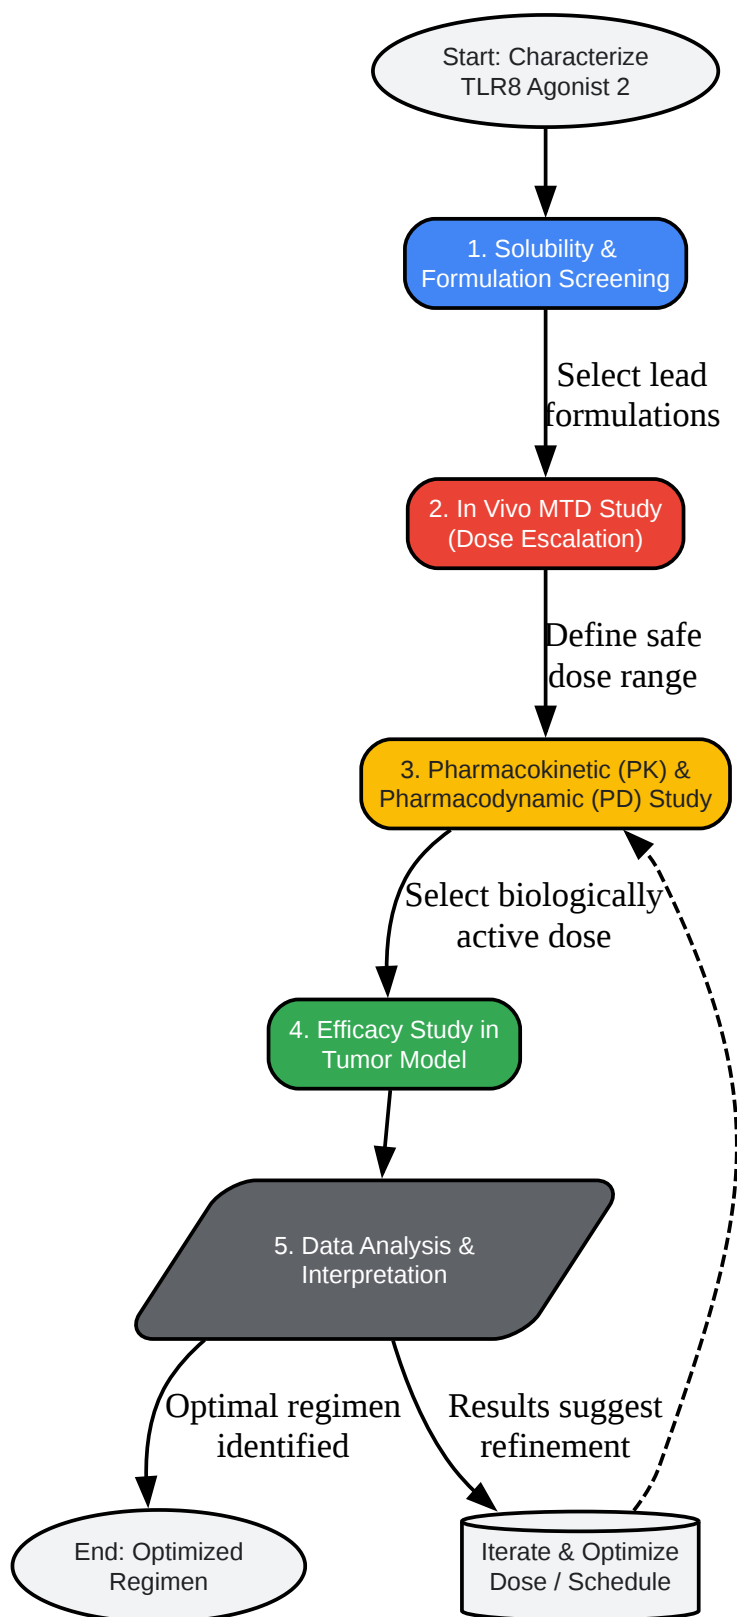 Start: Characterize
TLR8 Agonist 2
1. Solubility &
Formulation Screening
Select lead
formulations
2. In Vivo MTD Study
(Dose Escalation)
Define safe
dose range
3. Pharmacokinetic (PK) &
Pharmacodynamic (PD) Study
Select biologically
active dose
4. Efficacy Study in
Tumor Model
5. Data Analysis &
Interpretation
Optimal regimen
identified
Results suggest
refinement
End: Optimized
Regimen
Iterate & Optimize
Dose / Schedule